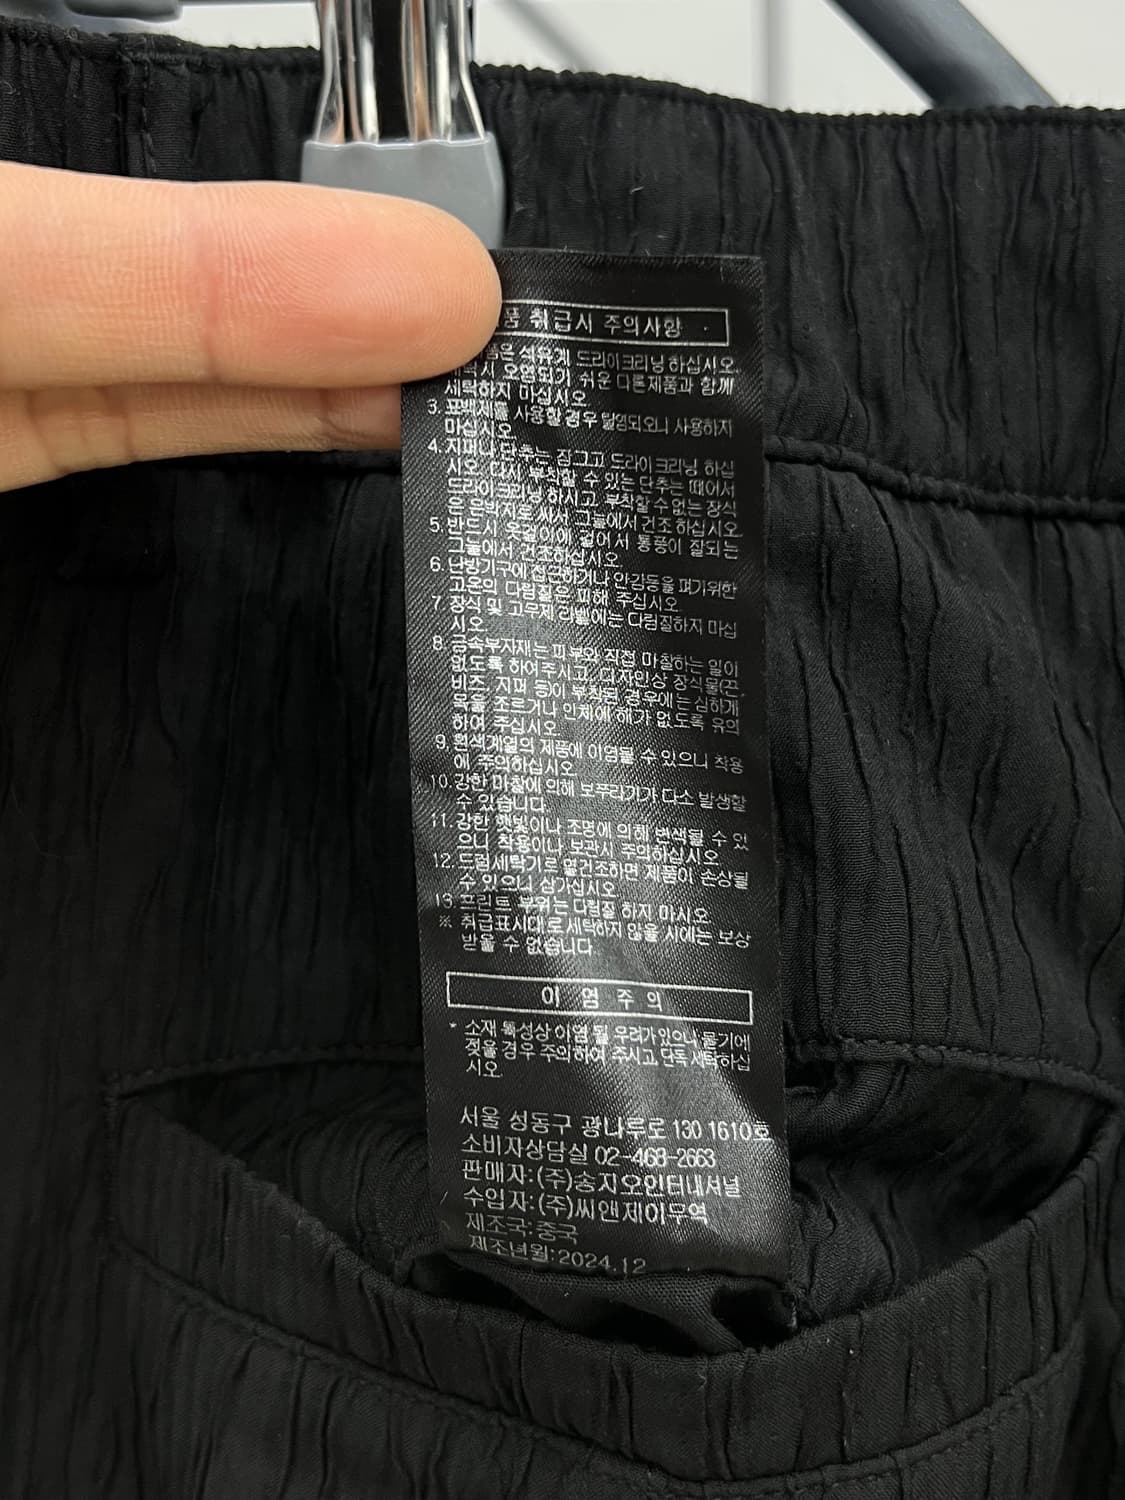 품 취급시 주의사항
석유계 드라이크리닝 하십시오.
오염되기 쉬운 다른제품과 함께
세탁하지 마십시오.
3. 표백제를 사용할 경우 탈염되오니 사용하지
마십시오.
4. 지퍼나 단추는 잠그고 드라이크리닝 하십
시오. 다시 부착할 수 있는 단추는 떼어서
드라이크리닝 하시고, 부착할 수 없는 장식
은 은박지로 싸서 그늘에서 건조 하십시오.
5. 반드시 옷걸이에 걸어서 통풍이 잘되는
그늘에서 건조하십시오.
6. 난방기구에 접근하거나 안감등을 펴기위한
고온의 다림질은 피해 주십시오.
7 장식 및 고무제 라벨에는 다림질하지 마십
시오.
8. 금속부자재는 피부와 직접 마찰하는 일이
없도록 하여주시고, 디자인상 장식물(끈,
비즈, 지퍼 등)이 부착된 경우에는 심하게
목을 조르거나 인체에 해가 없도록 유의
하여 주십시오.
9. 흰색계열의 제품에 이염될 수 있으니 착용
에 주의하십시오.
10. 강한 마찰에 의해 보푸라기가 다소 발생할
수 있습니다.
11. 강한 햇빛이나 조명에 의해 변색될 수 있
으니 착용이나 보관시 주의하십시오.
12. 드럼세탁기로 열건조하면 제품이 손상될
수 있으니 삼가십시오.
13. 프린트 부위는 다림질 하지 마시오.
※ 취급표시대로 세탁하지 않을 시에는 보상
받을 수 없습니다.
이 염 주 의
* 소재 특성상 이염 될 우려가 있으니 물기에
젖을 경우 주의하여 주시고, 단독 세탁하십
시오.
서울 성동구 광나루로 130 1610호
소비자상담실 02-468-2663
판매자:(주)송지오인터내셔널
수입자:(주)씨앤제이무역
제조국:중국
제조년월:2024.12